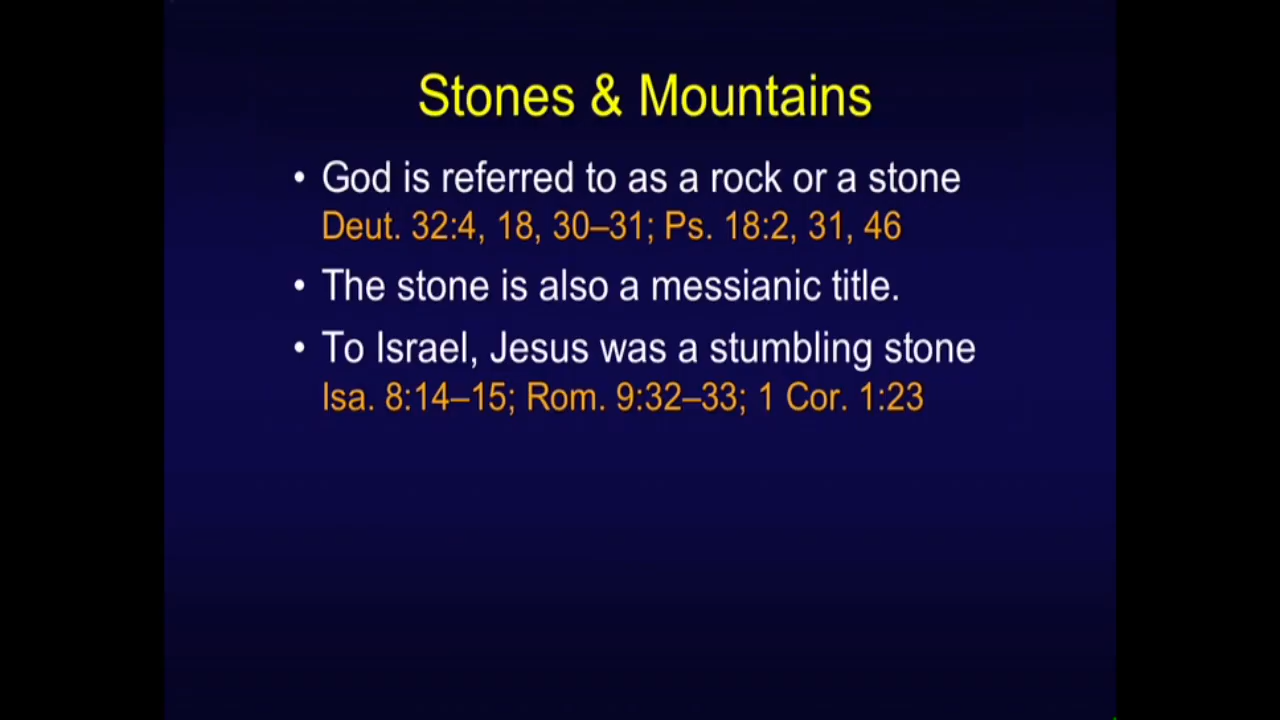 Stones & Mountains
• God is referred to as a rock or a stone
Deut. 32:4, 18, 30–31; Ps. 18:2, 31, 46
• The stone is also a messianic title.
• To Israel, Jesus was a stumbling stone
Isa. 8:14–15; Rom. 9:32–33; 1 Cor. 1:23